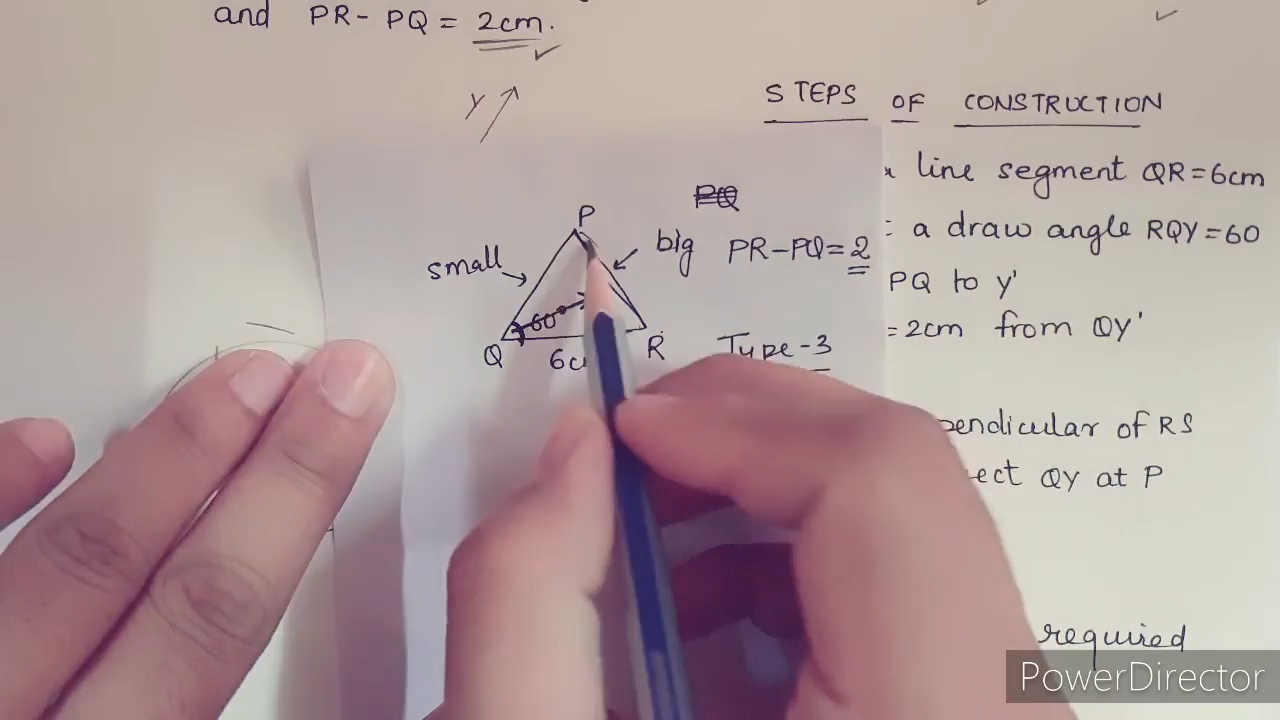 and PR - PQ = 2cm.
Y
STEPS OF CONSTRUCTION
line segment QR = 6cm
: a draw angle RQY = 60
PQ to y'
= 2cm from QY'
pendicular of RS
ect QY at P
required
PQ
P
small
big PR - PQ = 2
60°
Q 6c R
Type - 3
PowerDirector